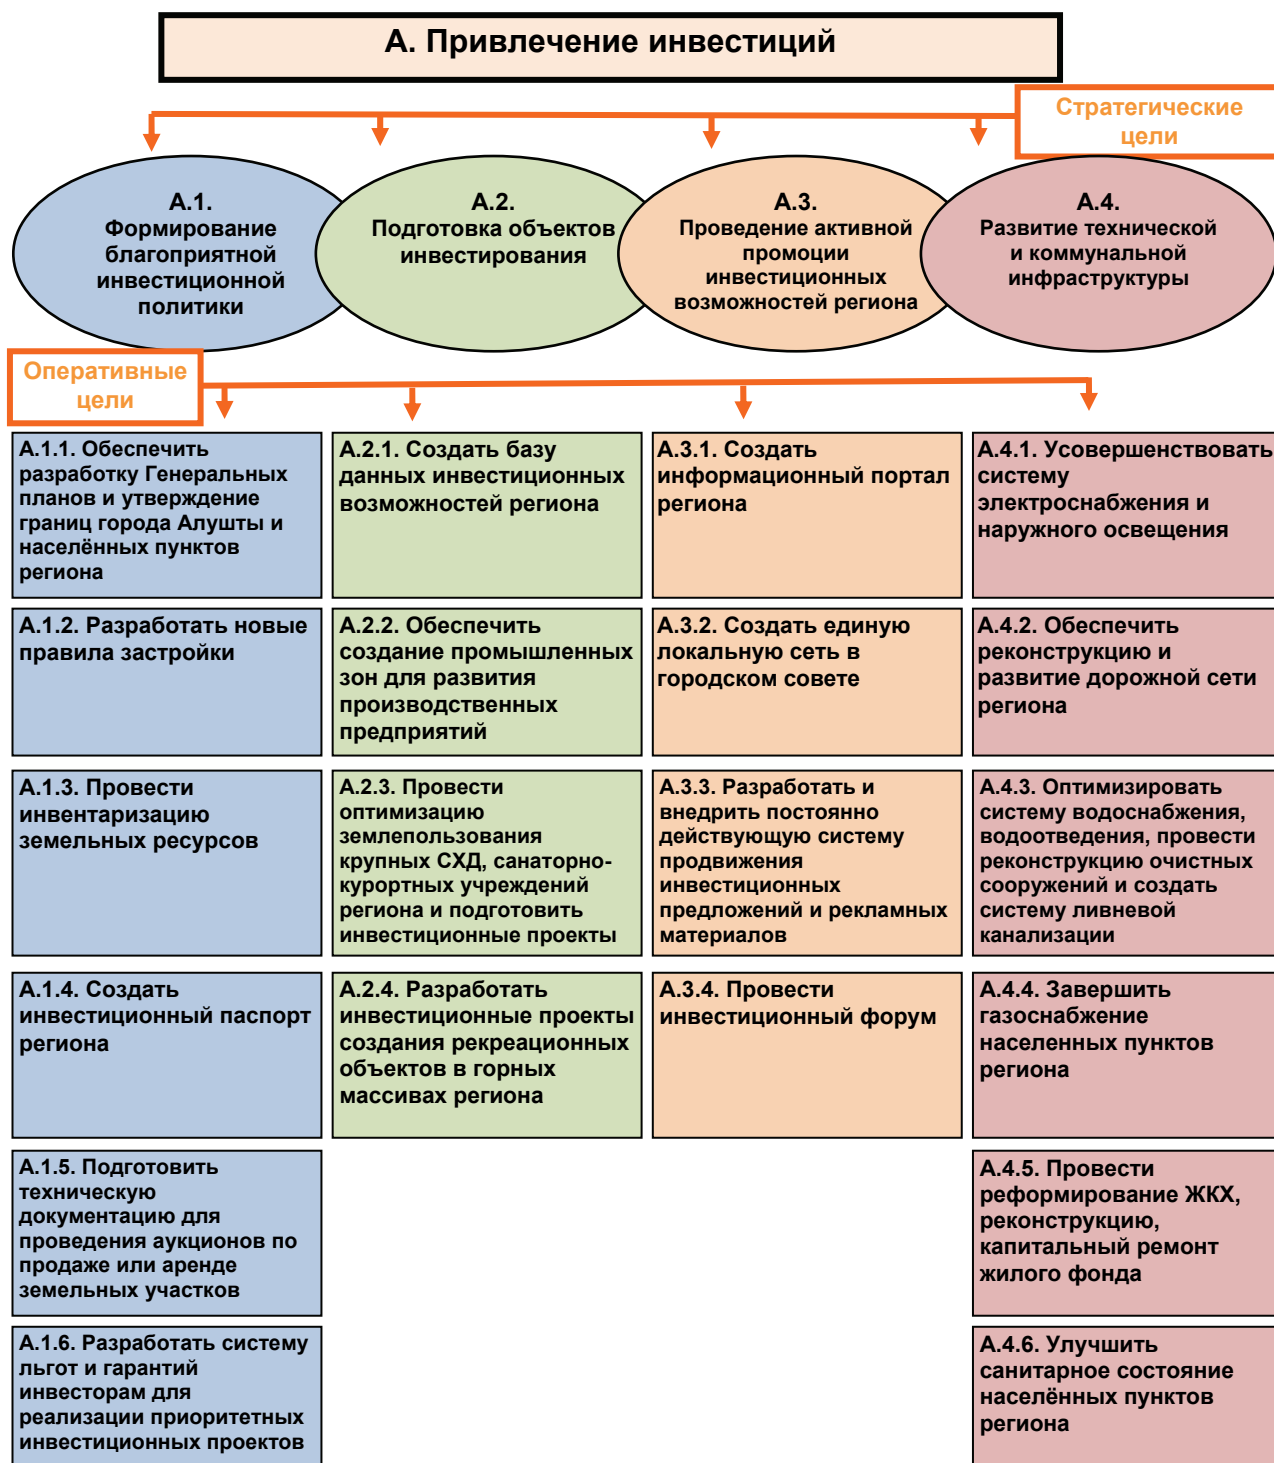 А. Привлечение инвестиций
Стратегические
цели
А.1.
Формирование
благоприятной
инвестиционной
политики
А.2.
Подготовка объектов
инвестирования
А.3.
Проведение активной
промоции
инвестиционных
возможностей региона
А.4.
Развитие технической
и коммунальной
инфраструктуры
Оперативные
цели
А.1.1. Обеспечить
разработку Генеральных
планов и утверждение
границ города Алушты и
населённых пунктов
региона
А.2.1. Создать базу
данных инвестиционных
возможностей региона
А.3.1. Создать
информационный портал
региона
А.4.1. Усовершенствовать
систему
электроснабжения и
наружного освещения
А.1.2. Разработать новые
правила застройки
А.2.2. Обеспечить
создание промышленных
зон для развития
производственных
предприятий
А.3.2. Создать единую
локальную сеть в
городском совете
А.4.2. Обеспечить
реконструкцию и
развитие дорожной сети
региона
А.1.3. Провести
инвентаризацию
земельных ресурсов
А.2.3. Провести
оптимизацию
землепользования
крупных СХД, санаторно-
курортных учреждений
региона и подготовить
инвестиционные проекты
А.3.3. Разработать и
внедрить постоянно
действующую систему
продвижения
инвестиционных
предложений и рекламных
материалов
А.4.3. Оптимизировать
систему водоснабжения,
водоотведения, провести
реконструкцию очистных
сооружений и создать
систему ливневой
канализации
А.1.4. Создать
инвестиционный паспорт
региона
А.2.4. Разработать
инвестиционные проекты
создания рекреационных
объектов в горных
массивах региона
А.3.4. Провести
инвестиционный форум
А.4.4. Завершить
газоснабжение
населенных пунктов
региона
А.1.5. Подготовить
техническую
документацию для
проведения аукционов по
продаже или аренде
земельных участков
А.4.5. Провести
реформирование ЖКХ,
реконструкцию,
капитальный ремонт
жилого фонда
А.1.6. Разработать систему
льгот и гарантий
инвесторам для
реализации приоритетных
инвестиционных проектов
А.4.6. Улучшить
санитарное состояние
населённых пунктов
региона